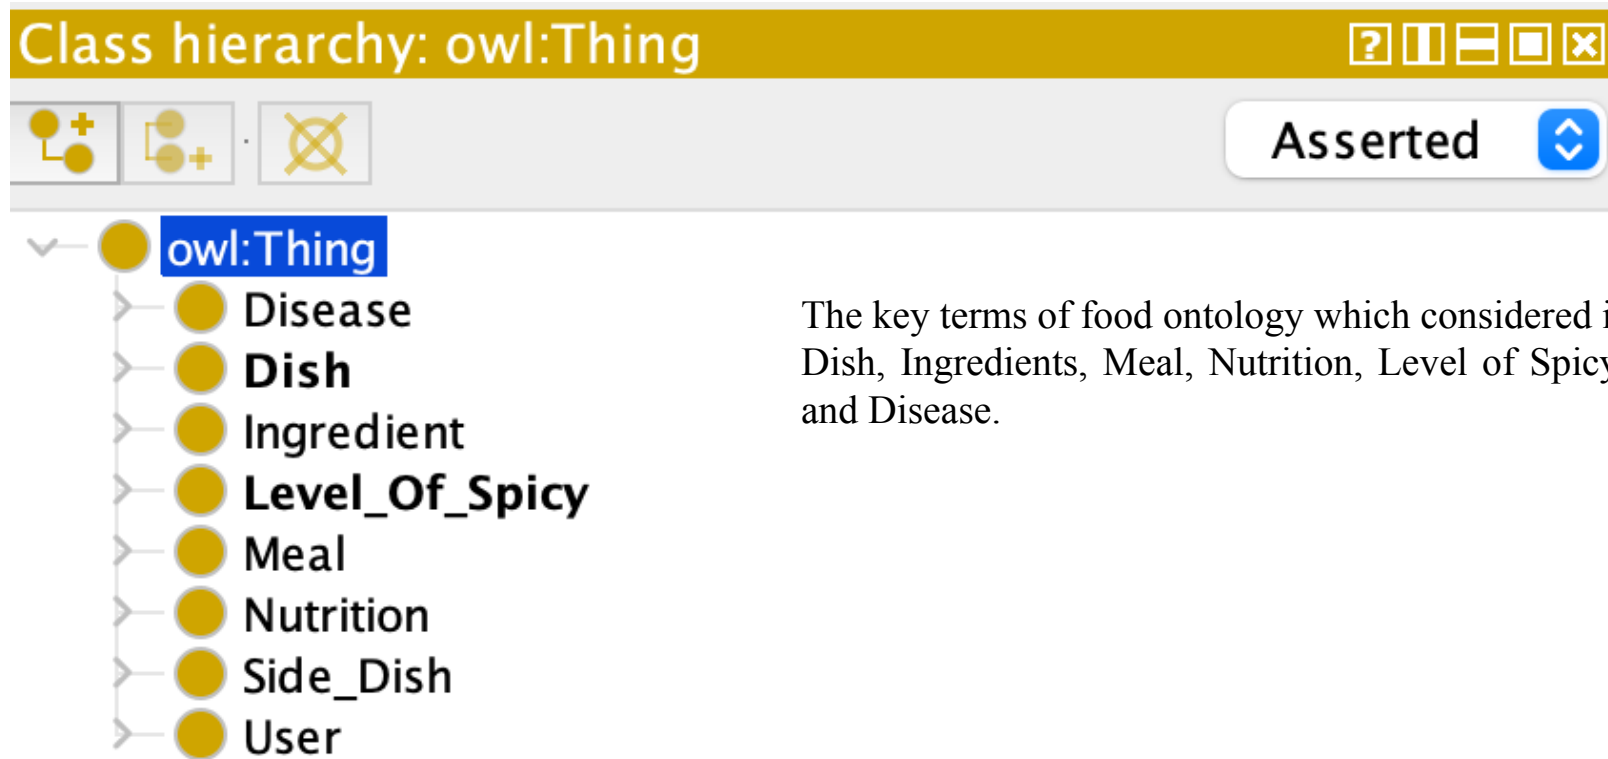 Class hierarchy: owl:Thing
Asserted
owl:Thing
Disease
Dish
Ingredient
Level_Of_Spicy
Meal
Nutrition
Side_Dish
User
The key terms of food ontology which considered
Dish, Ingredients, Meal, Nutrition, Level of Spicy
and Disease.